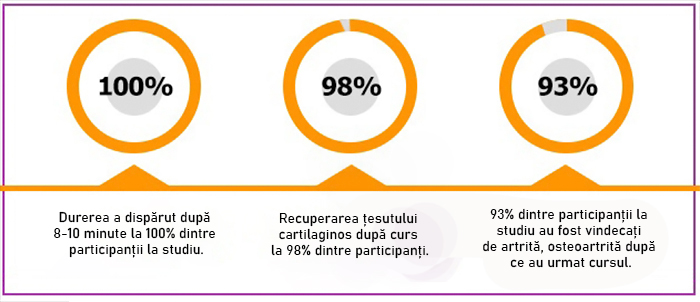 100%
98%
93%
Durerea a dispărut după
8-10 minute la 100% dintre
participanții la studiu.
Recuperarea țesutului
cartilaginos după curs
la 98% dintre participanți.
93% dintre participanții la
studiu au fost vindecați
de artrită, osteoartrită după
ce au urmat cursul.